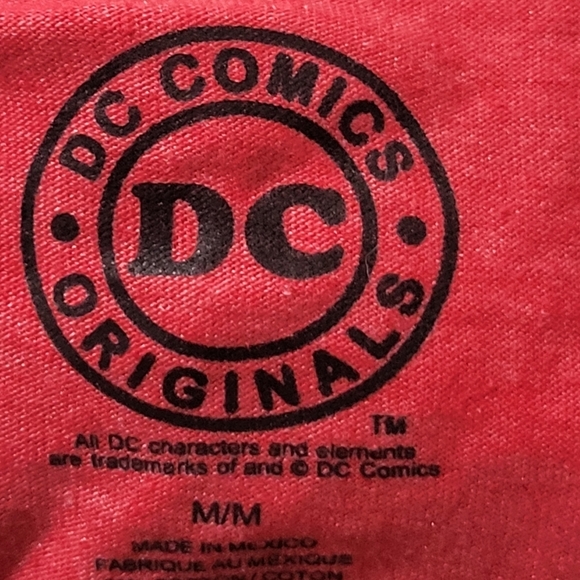 DC COMICS
DC
ORIGINALS
TM
All DC characters and elements
are trademarks of and © DC Comics
M/M
MADE IN MEXICO
FABRIQUE AU MEXIQUE
COTON